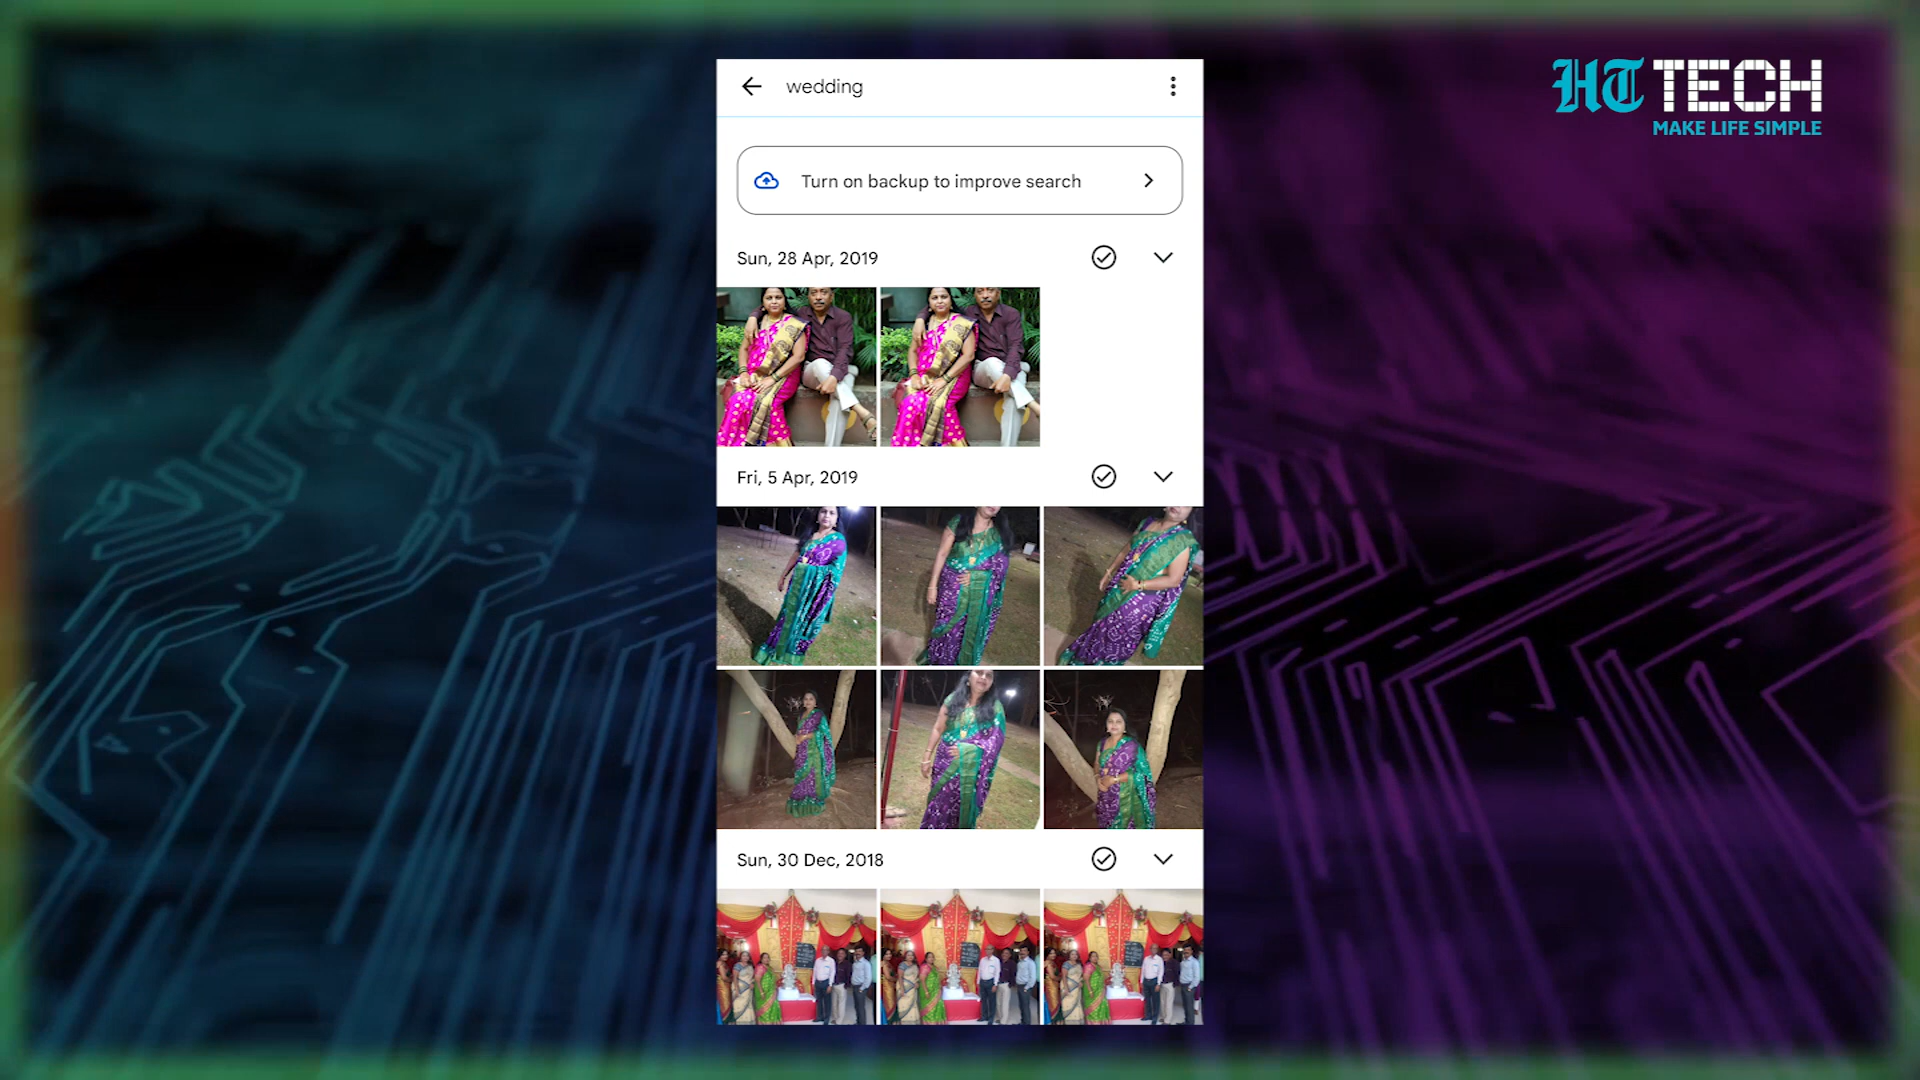 wedding
HT TECH
MAKE LIFE SIMPLE
Turn on backup to improve search
Sun, 28 Apr, 2019
Fri, 5 Apr, 2019
Sun, 30 Dec, 2018